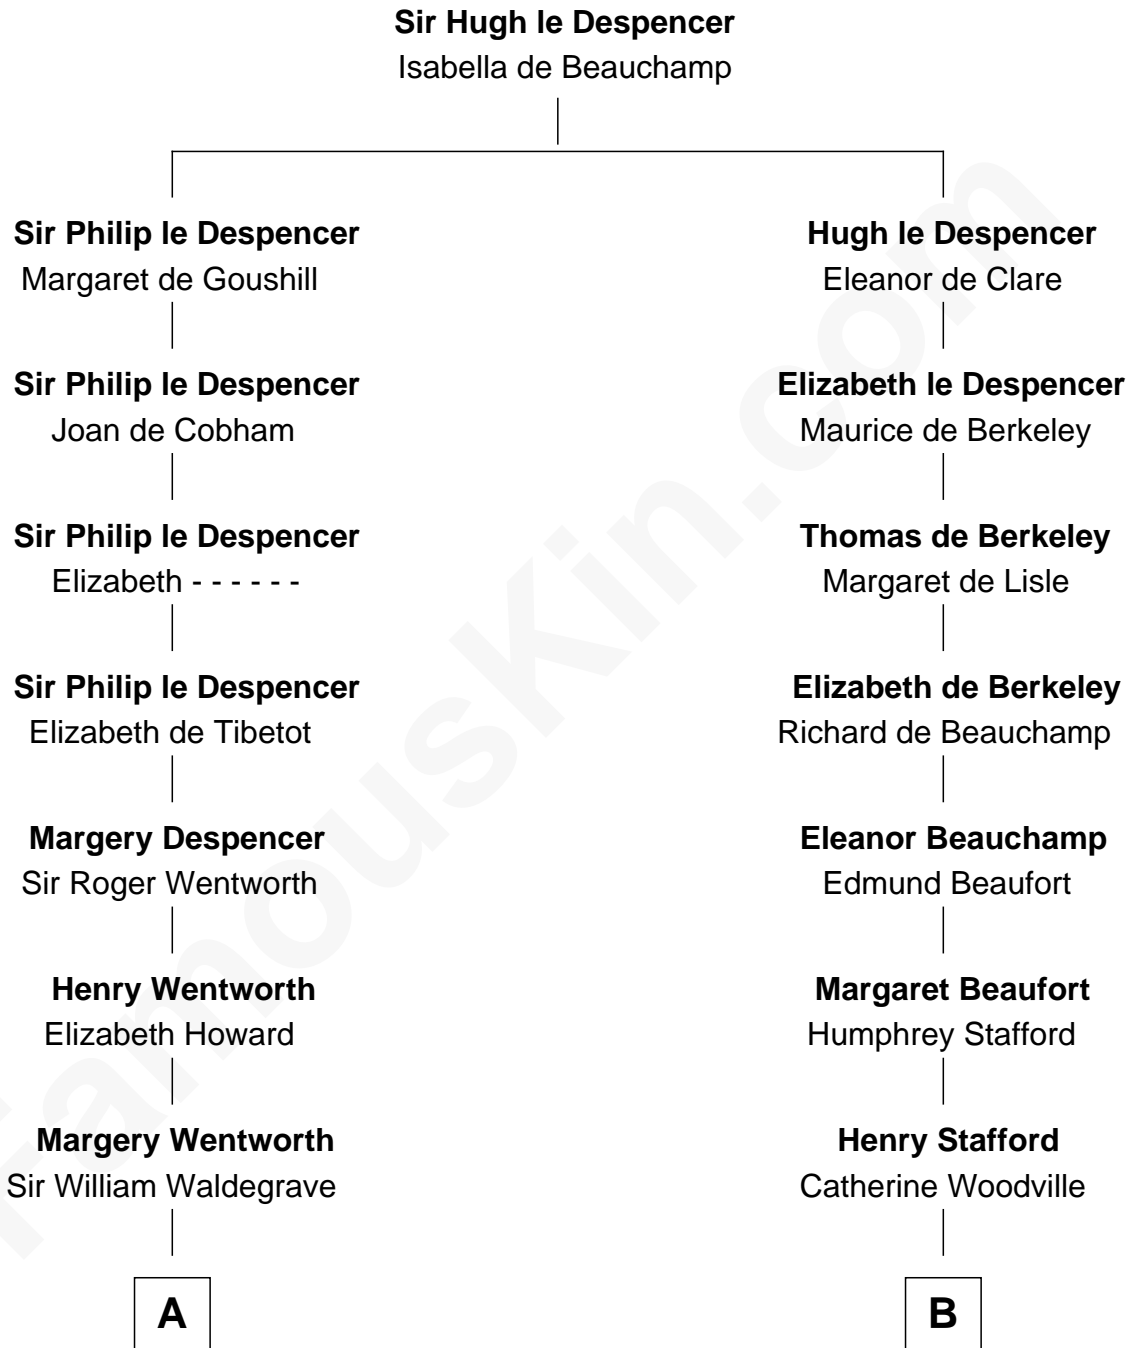 Sir Hugh le Despencer
Isabella de Beauchamp
Sir Philip le Despencer
Margaret de Goushill
Hugh le Despencer
Eleanor de Clare
Sir Philip le Despencer
Joan de Cobham
Elizabeth le Despencer
Maurice de Berkeley
Sir Philip le Despencer
Elizabeth - - - - - -
Thomas de Berkeley
Margaret de Lisle
Sir Philip le Despencer
Elizabeth de Tibetot
Elizabeth de Berkeley
Richard de Beauchamp
Margery Despencer
Sir Roger Wentworth
Eleanor Beauchamp
Edmund Beaufort
Henry Wentworth
Elizabeth Howard
Margaret Beaufort
Humphrey Stafford
Margery Wentworth
Sir William Waldegrave
Henry Stafford
Catherine Woodville
A
B
FamousKin.com